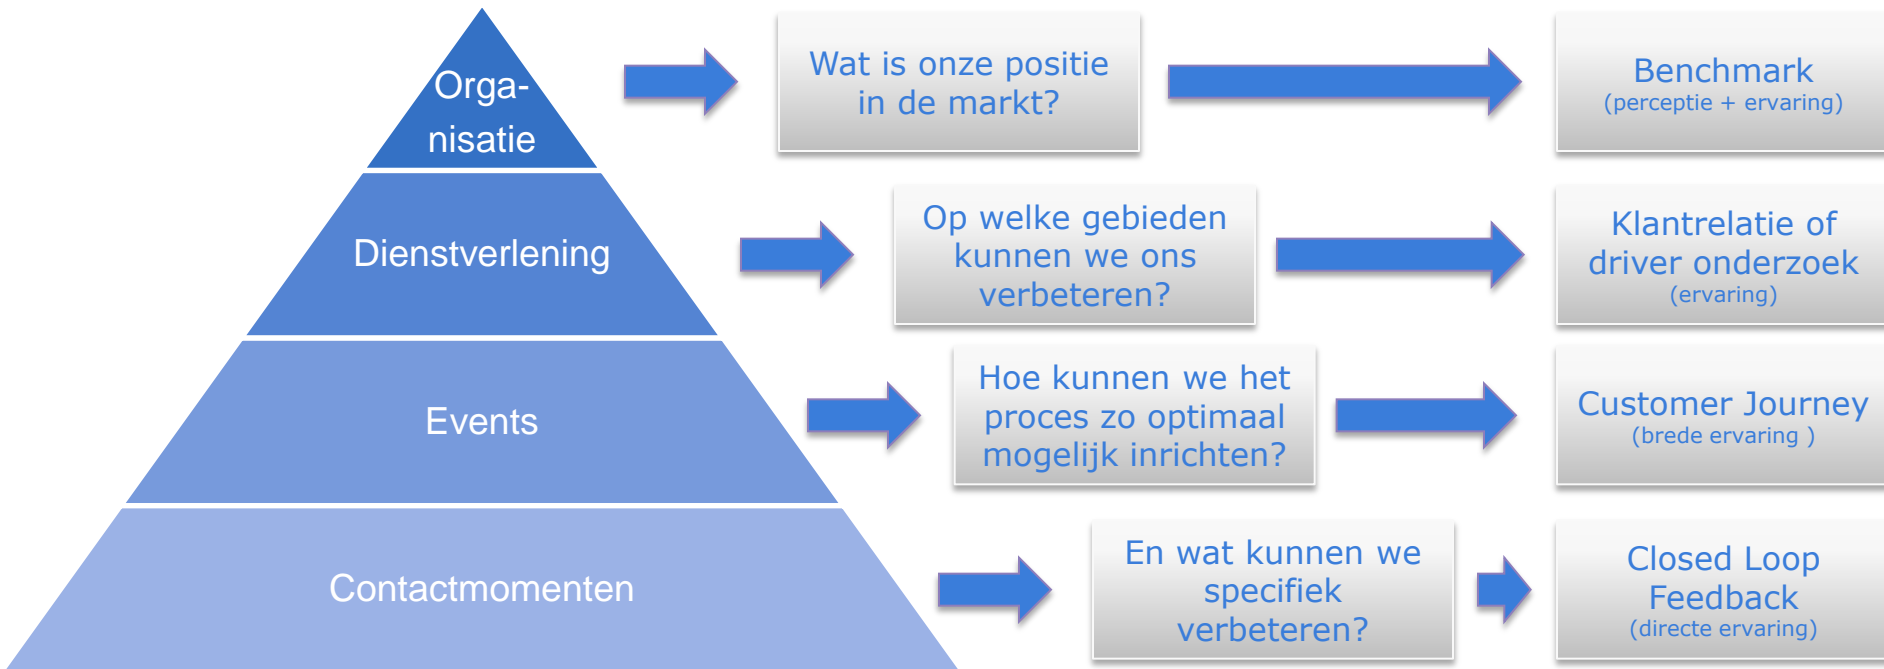 Orga-
nisatie
Wat is onze positie
in de markt?
Benchmark
(perceptie + ervaring)
Dienstverlening
Op welke gebieden
kunnen we ons
verbeteren?
Klantrelatie of
driver onderzoek
(ervaring)
Events
Hoe kunnen we het
proces zo optimaal
mogelijk inrichten?
Customer Journey
(brede ervaring )
Contactmomenten
En wat kunnen we
specifiek
verbeteren?
Closed Loop
Feedback
(directe ervaring)